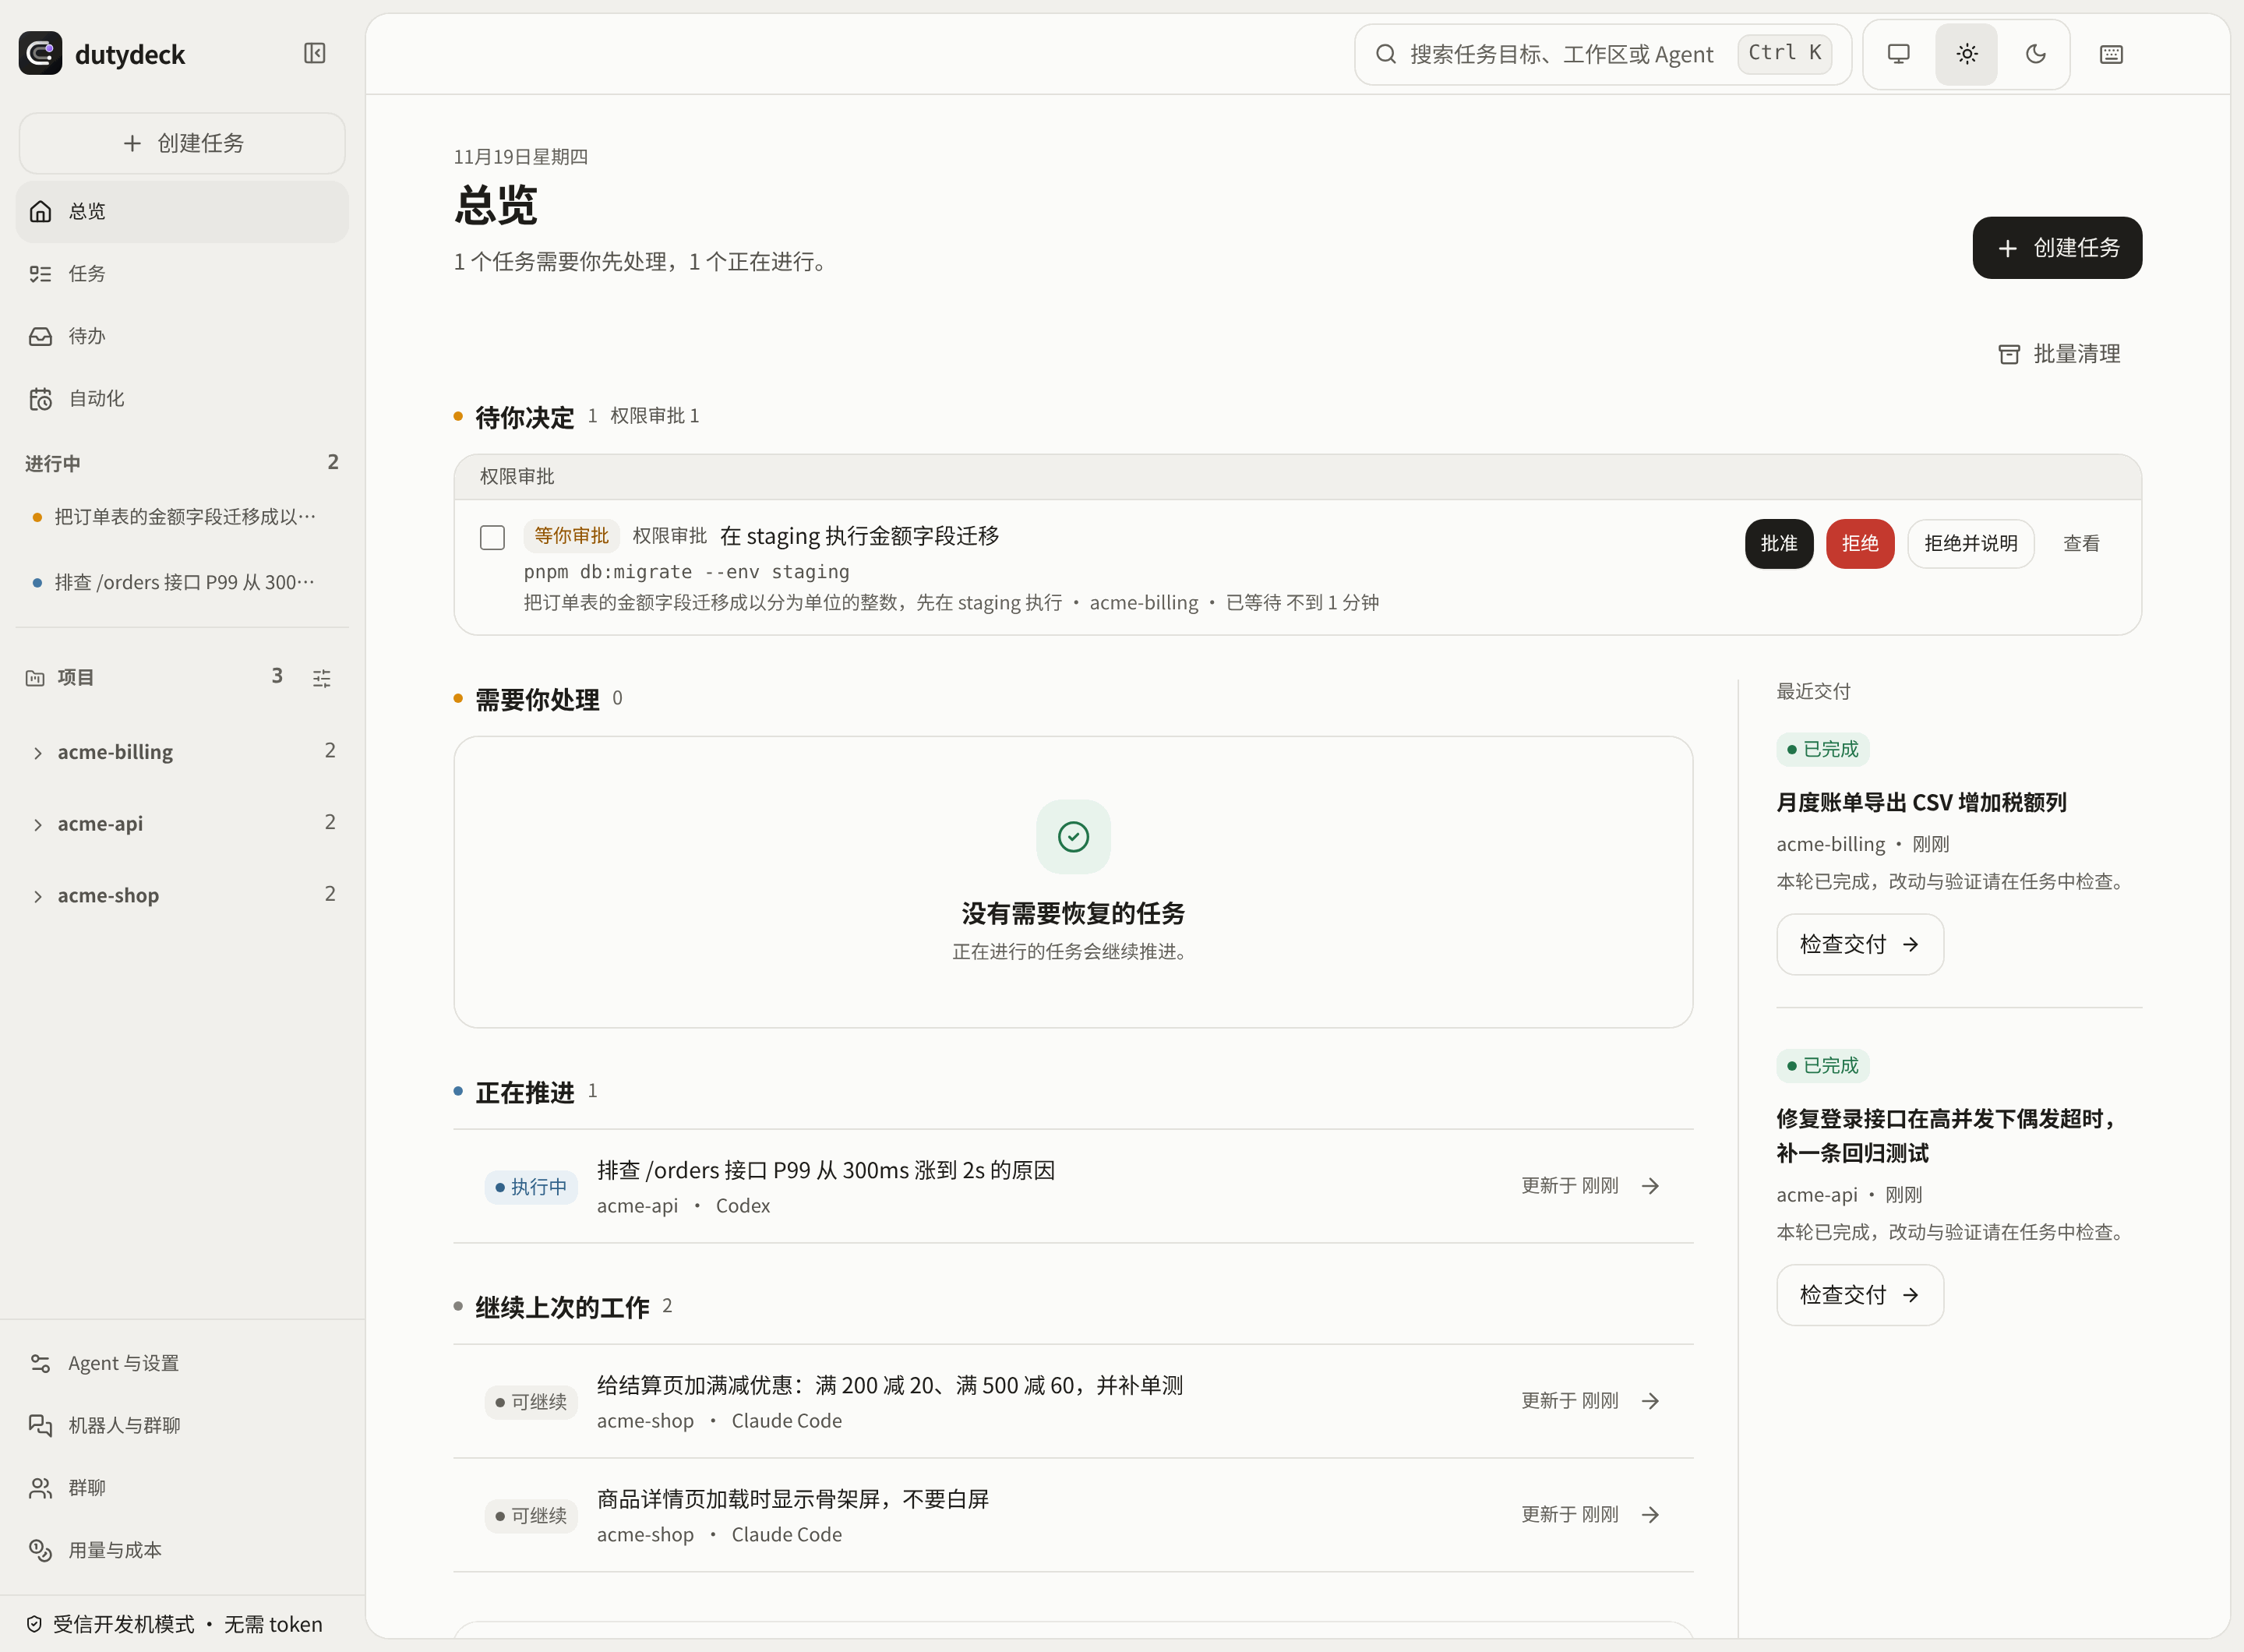 dutydeck
创建任务
总览
任务
待办
自动化
进行中 2
把订单表的金额字段迁移成以…
排查 /orders 接口 P99 从 300…
项目 3
acme-billing 2
acme-api 2
acme-shop 2
Agent 与设置
机器人与群聊
群聊
用量与成本
受信开发机模式 • 无需 token
搜索任务目标、工作区或 Agent Ctrl K
11月19日星期四
总览
1 个任务需要你先处理，1 个正在进行。
创建任务
批量清理
待你决定 1 权限审批 1
权限审批
等你审批 权限审批 在 staging 执行金额字段迁移
pnpm db:migrate --env staging
把订单表的金额字段迁移成以分为单位的整数，先在 staging 执行 • acme-billing • 已等待 不到 1 分钟
批准 拒绝 拒绝并说明 查看
需要你处理 0
没有需要恢复的任务
正在进行的任务会继续推进。
正在推进 1
执行中 排查 /orders 接口 P99 从 300ms 涨到 2s 的原因
acme-api • Codex
更新于 刚刚
继续上次的工作 2
可继续 给结算页加满减优惠：满 200 减 20、满 500 减 60，并补单测
acme-shop • Claude Code
更新于 刚刚
可继续 商品详情页加载时显示骨架屏，不要白屏
acme-shop • Claude Code
更新于 刚刚
最近交付
已完成
月度账单导出 CSV 增加税额列
acme-billing • 刚刚
本轮已完成，改动与验证请在任务中检查。
检查交付
已完成
修复登录接口在高并发下偶发超时，
补一条回归测试
acme-api • 刚刚
本轮已完成，改动与验证请在任务中检查。
检查交付